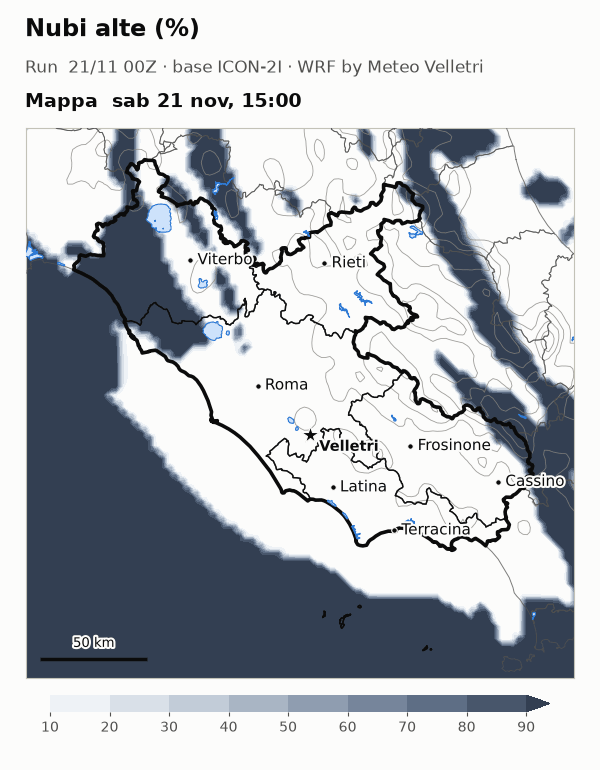 Nubi alte (%)
Run  21/11 00Z · base ICON-2I · WRF by Meteo Velletri
Mappa  sab 21 nov, 15:00
Viterbo
Rieti
Roma
Velletri
Frosinone
Latina
Cassino
Terracina
50 km
10 20 30 40 50 60 70 80 90